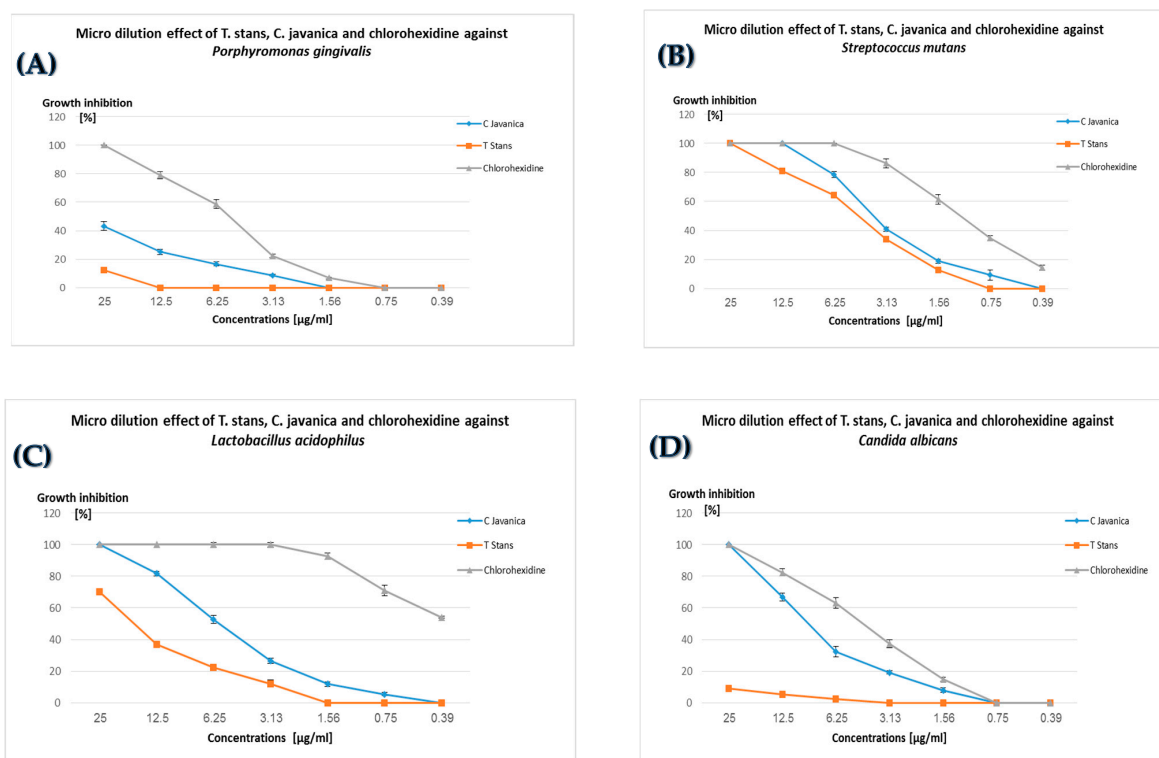 Micro dilution effect of T. stans, C. javanica and chlorohexidine against
Porphyromonas gingivalis
(A)
Growth inhibition
[%]
120
100
80
60
40
20
0
C Javanica
T Stans
Chlorohexidine
25 12.5 6.25 3.13 1.56 0.75 0.39
Concentrations [µg/ml]
Micro dilution effect of T. stans, C. javanica and chlorohexidine against
Streptococcus mutans
(B)
Growth inhibition
[%]
120
100
80
60
40
20
0
C Javanica
T Stans
Chlorohexidine
25 12.5 6.25 3.13 1.56 0.75 0.39
Concentrations [µg/ml]
Micro dilution effect of T. stans, C. javanica and chlorohexidine against
Lactobacillus acidophilus
(C)
Growth inhibition
[%]
120
100
80
60
40
20
0
C Javanica
T Stans
Chlorohexidine
25 12.5 6.25 3.13 1.56 0.75 0.39
Concentrations [µg/ml]
Micro dilution effect of T. stans, C. javanica and chlorohexidine against
Candida albicans
(D)
Growth inhibition
[%]
120
100
80
60
40
20
0
C Javanica
T Stans
Chlorohexidine
25 12.5 6.25 3.13 1.56 0.75 0.39
Concentrations [µg/ml]